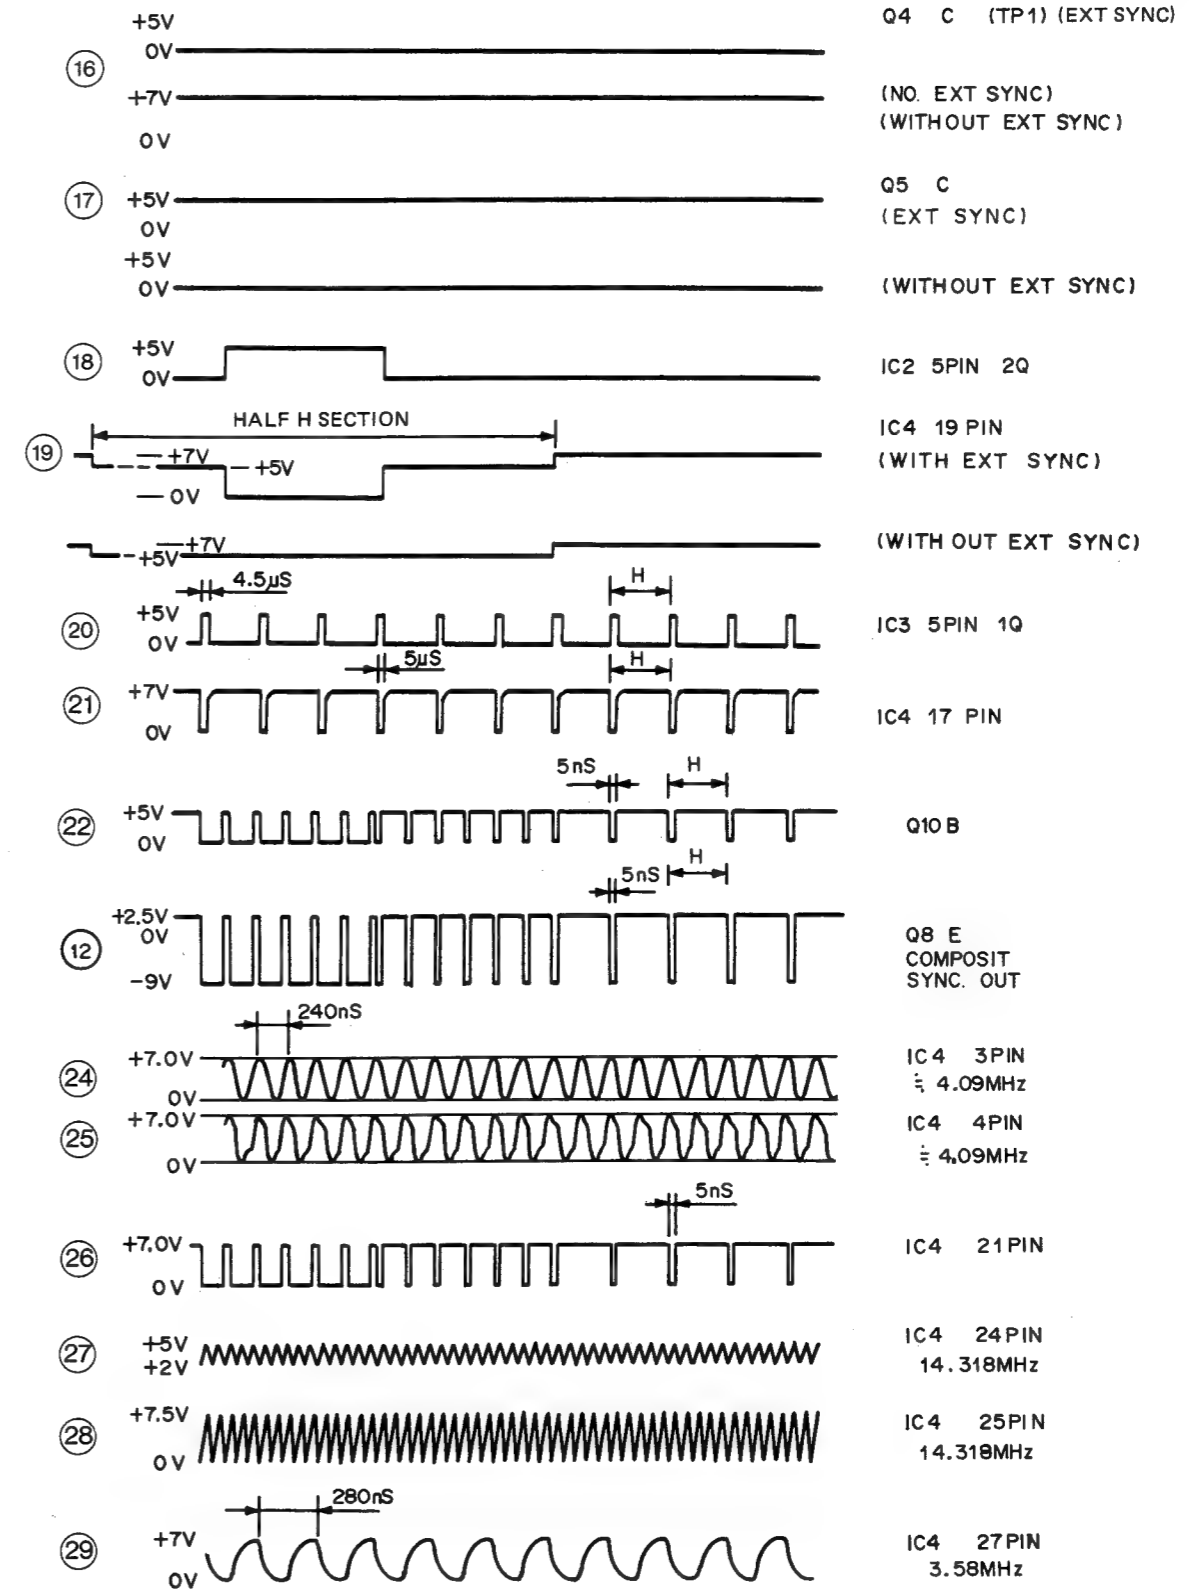 +5V
Q4 C (TP1) (EXT SYNC)
0V
16
+7V
(NO. EXT SYNC)
(WITHOUT EXT SYNC)
0V
17
+5V
Q5 C
(EXT SYNC)
0V
+5V
0V
(WITHOUT EXT SYNC)
18
+5V
0V
IC2 5PIN 2Q
HALF H SECTION
19
+7V
+5V
0V
IC4 19 PIN
(WITH EXT SYNC)
+7V
+5V
(WITH OUT EXT SYNC)
4.5µS
H
20
+5V
0V
IC3 5PIN 1Q
5µS
H
21
+7V
0V
IC4 17 PIN
5nS
H
22
+5V
0V
Q10 B
5nS
H
12
+2.5V
0V
-9V
Q8 E
COMPOSIT
SYNC. OUT
240nS
24
+7.0V
0V
IC4 3PIN
≒ 4.09MHz
25
+7.0V
0V
IC4 4PIN
≒ 4.09MHz
5nS
26
+7.0V
0V
IC4 21PIN
27
+5V
+2V
IC4 24PIN
14.318MHz
28
+7.5V
0V
IC4 25PIN
14.318MHz
280nS
29
+7V
0V
IC4 27PIN
3.58MHz